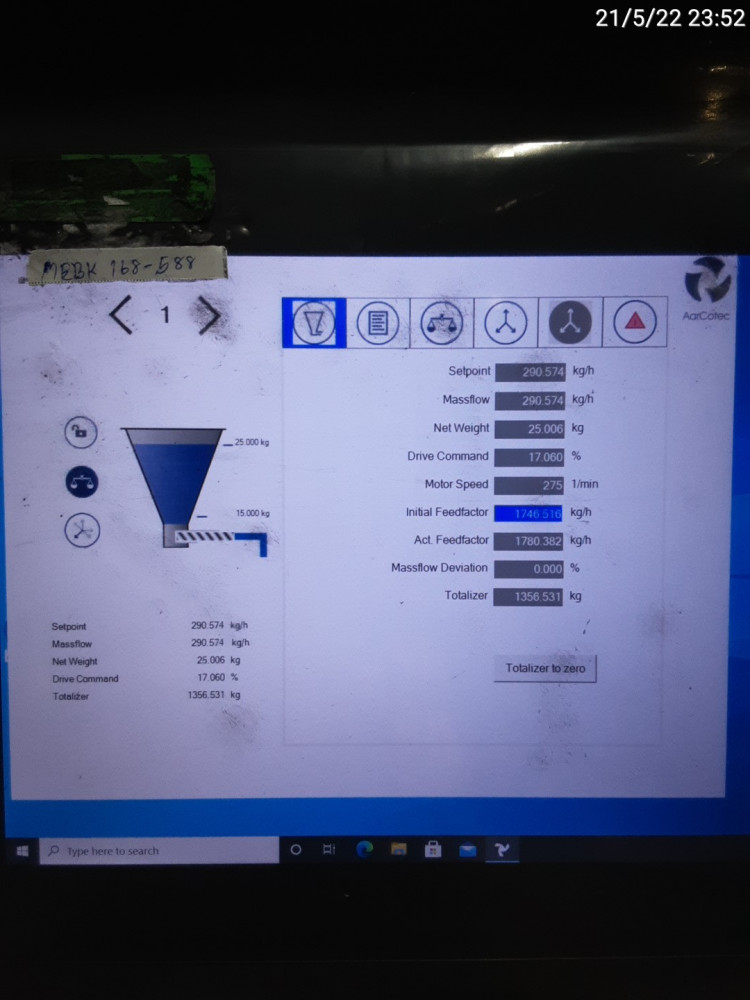 21/5/22 23:52
MEBK 168-588
1
AarCotec
Setpoint 290.574 kg/h
Massflow 290.574 kg/h
Net Weight 25.006 kg
Drive Command 17.060 %
Motor Speed 275 1/min
Initial Feedfactor 1746.516 kg/h
Act. Feedfactor 1780.382 kg/h
Massflow Deviation 0.000 %
Totalizer 1356.531 kg
Totalizer to zero
25.000 kg
15.000 kg
Setpoint 290.574 kg/h
Massflow 290.574 kg/h
Net Weight 25.006 kg
Drive Command 17.060 %
Totalizer 1356.531 kg
Type here to search